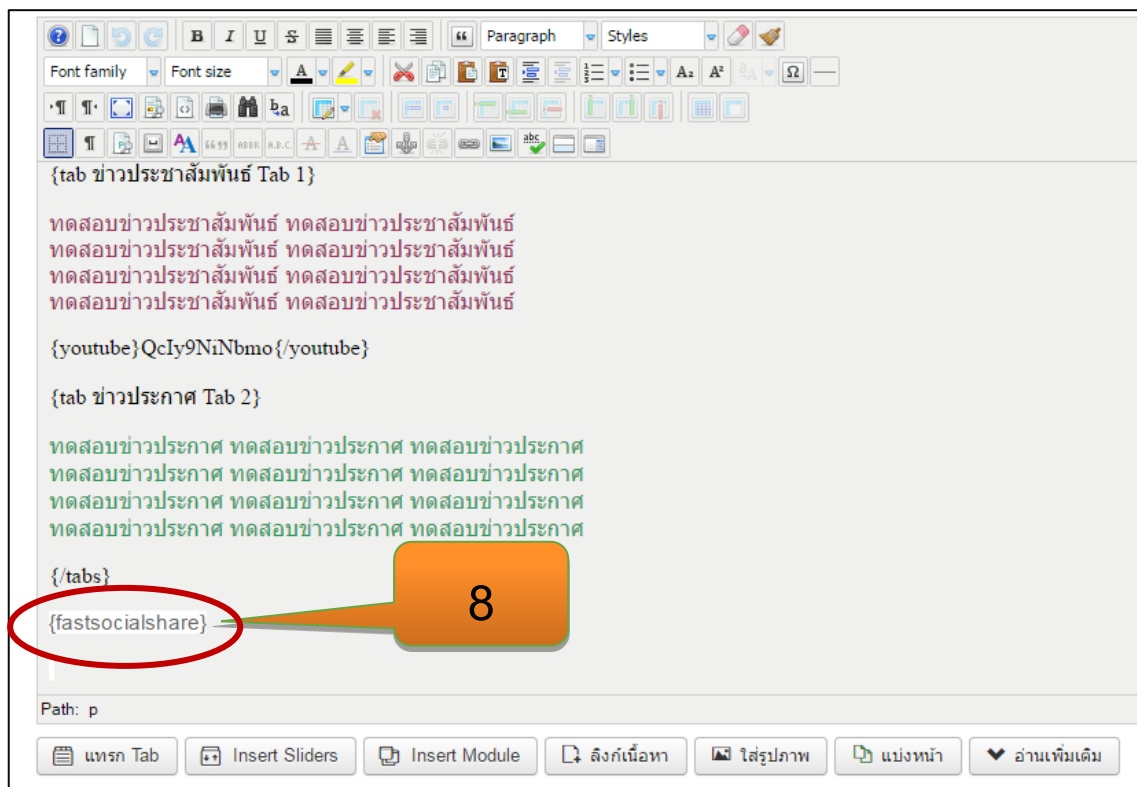 Paragraph Styles
Font family Font size
{tab ข่าวประชาสัมพันธ์ Tab 1}
ทดสอบข่าวประชาสัมพันธ์ ทดสอบข่าวประชาสัมพันธ์
ทดสอบข่าวประชาสัมพันธ์ ทดสอบข่าวประชาสัมพันธ์
ทดสอบข่าวประชาสัมพันธ์ ทดสอบข่าวประชาสัมพันธ์
ทดสอบข่าวประชาสัมพันธ์ ทดสอบข่าวประชาสัมพันธ์
{youtube}QcIy9NiNbmo{/youtube}
{tab ข่าวประกาศ Tab 2}
ทดสอบข่าวประกาศ ทดสอบข่าวประกาศ ทดสอบข่าวประกาศ
ทดสอบข่าวประกาศ ทดสอบข่าวประกาศ ทดสอบข่าวประกาศ
ทดสอบข่าวประกาศ ทดสอบข่าวประกาศ ทดสอบข่าวประกาศ
ทดสอบข่าวประกาศ ทดสอบข่าวประกาศ ทดสอบข่าวประกาศ
{/tabs}
8
{fastsocialshare}
Path: p
แทรก Tab Insert Sliders Insert Module ลิงก์เนื้อหา ใส่รูปภาพ แบ่งหน้า อ่านเพิ่มเติม